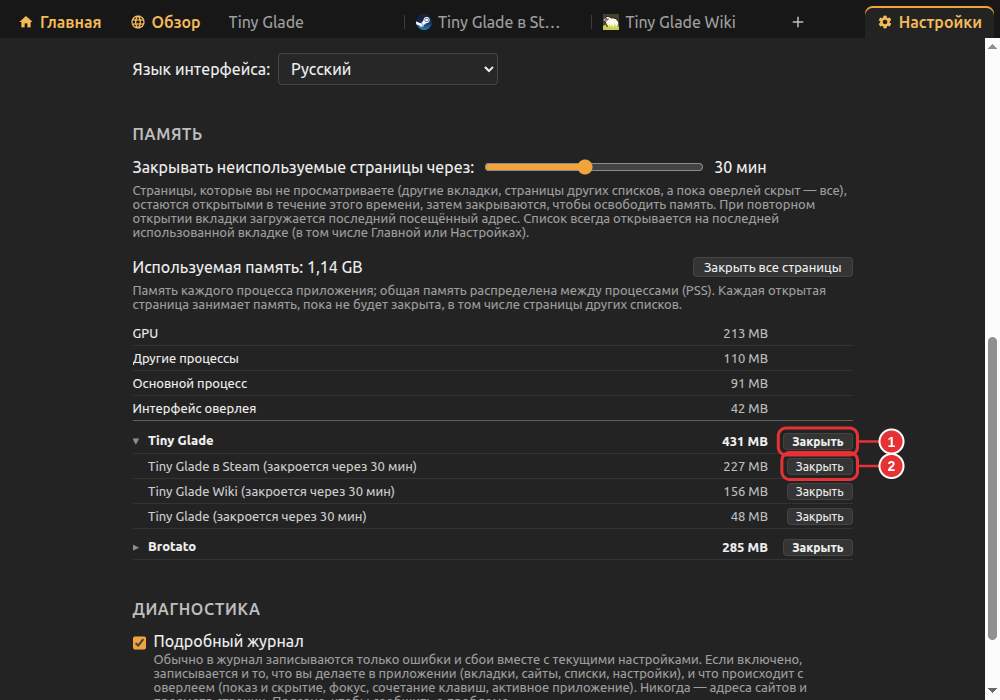 Главная
Обзор
Tiny Glade
Tiny Glade в St…
Tiny Glade Wiki
+
Настройки
Язык интерфейса: Русский
ПАМЯТЬ
Закрывать неиспользуемые страницы через: 30 мин
Страницы, которые вы не просматриваете (другие вкладки, страницы других списков, а пока оверлей скрыт — все),
остаются открытыми в течение этого времени, затем закрываются, чтобы освободить память. При повторном
открытии вкладки загружается последний посещённый адрес. Список всегда открывается на последней
использованной вкладке (в том числе Главной или Настройках).
Используемая память: 1,14 GB
Закрыть все страницы
Память каждого процесса приложения; общая память распределена между процессами (PSS). Каждая открытая
страница занимает память, пока не будет закрыта, в том числе страницы других списков.
GPU 213 MB
Другие процессы 110 MB
Основной процесс 91 MB
Интерфейс оверлея 42 MB
Tiny Glade 431 MB Закрыть 1
Tiny Glade в Steam (закроется через 30 мин) 227 MB Закрыть 2
Tiny Glade Wiki (закроется через 30 мин) 156 MB Закрыть
Tiny Glade (закроется через 30 мин) 48 MB Закрыть
Brotato 285 MB Закрыть
ДИАГНОСТИКА
Подробный журнал
Обычно в журнал записываются только ошибки и сбои вместе с текущими настройками. Если включено,
записывается и то, что вы делаете в приложении (вкладки, сайты, списки, настройки), и что происходит с
оверлеем (показ и скрытие, фокус, сочетание клавиш, активное приложение). Никогда — адреса сайтов и